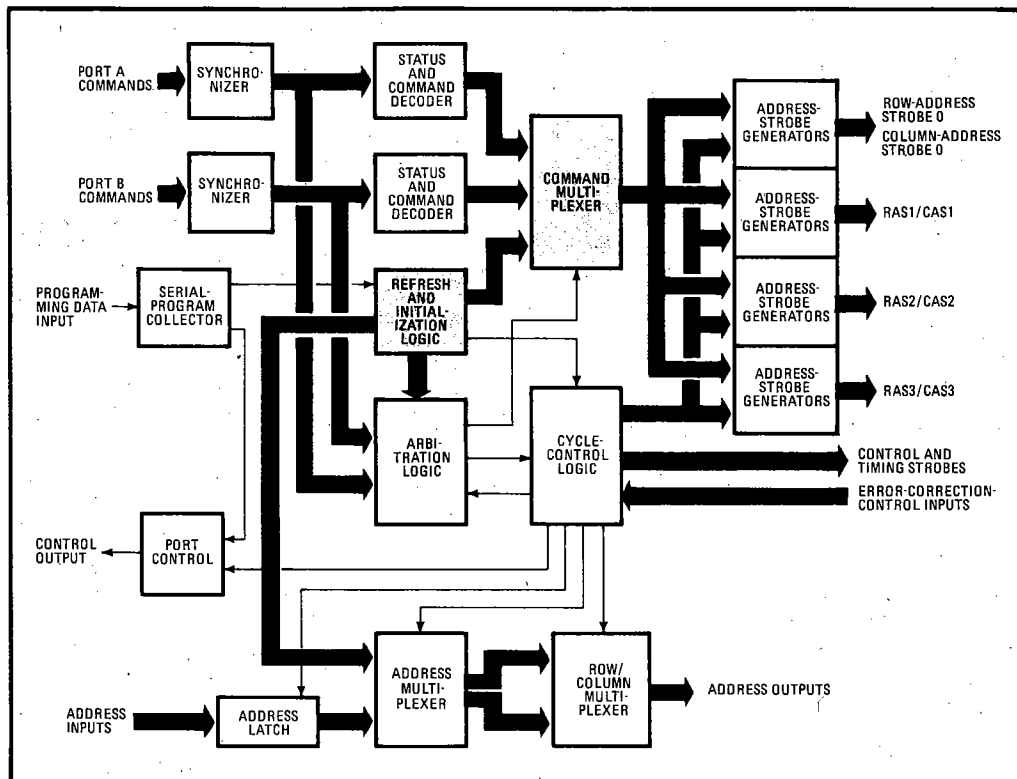 PORT A
COMMANDS
SYNCHRO-
NIZER
STATUS
AND
COMMAND
DECODER
PORT B
COMMANDS
SYNCHRO-
NIZER
STATUS
AND
COMMAND
DECODER
COMMAND
MULTI-
PLEXER
ADDRESS-
STROBE
GENERATORS
ROW-ADDRESS
STROBE 0
COLUMN-ADDRESS
STROBE 0
ADDRESS-
STROBE
GENERATORS
RAS1/CAS1
ADDRESS-
STROBE
GENERATORS
RAS2/CAS2
ADDRESS-
STROBE
GENERATORS
RAS3/CAS3
PROGRAM-
MING DATA
INPUT
SERIAL-
PROGRAM
COLLECTOR
REFRESH
AND
INITIAL-
IZATION
LOGIC
ARBI-
TRATION
LOGIC
CYCLE-
CONTROL
LOGIC
CONTROL AND
TIMING STROBES
ERROR-CORRECTION-
CONTROL INPUTS
CONTROL
OUTPUT
PORT
CONTROL
ADDRESS
INPUTS
ADDRESS
LATCH
ADDRESS
MULTI-
PLEXER
ROW/
COLUMN
MULTI-
PLEXER
ADDRESS OUTPUTS